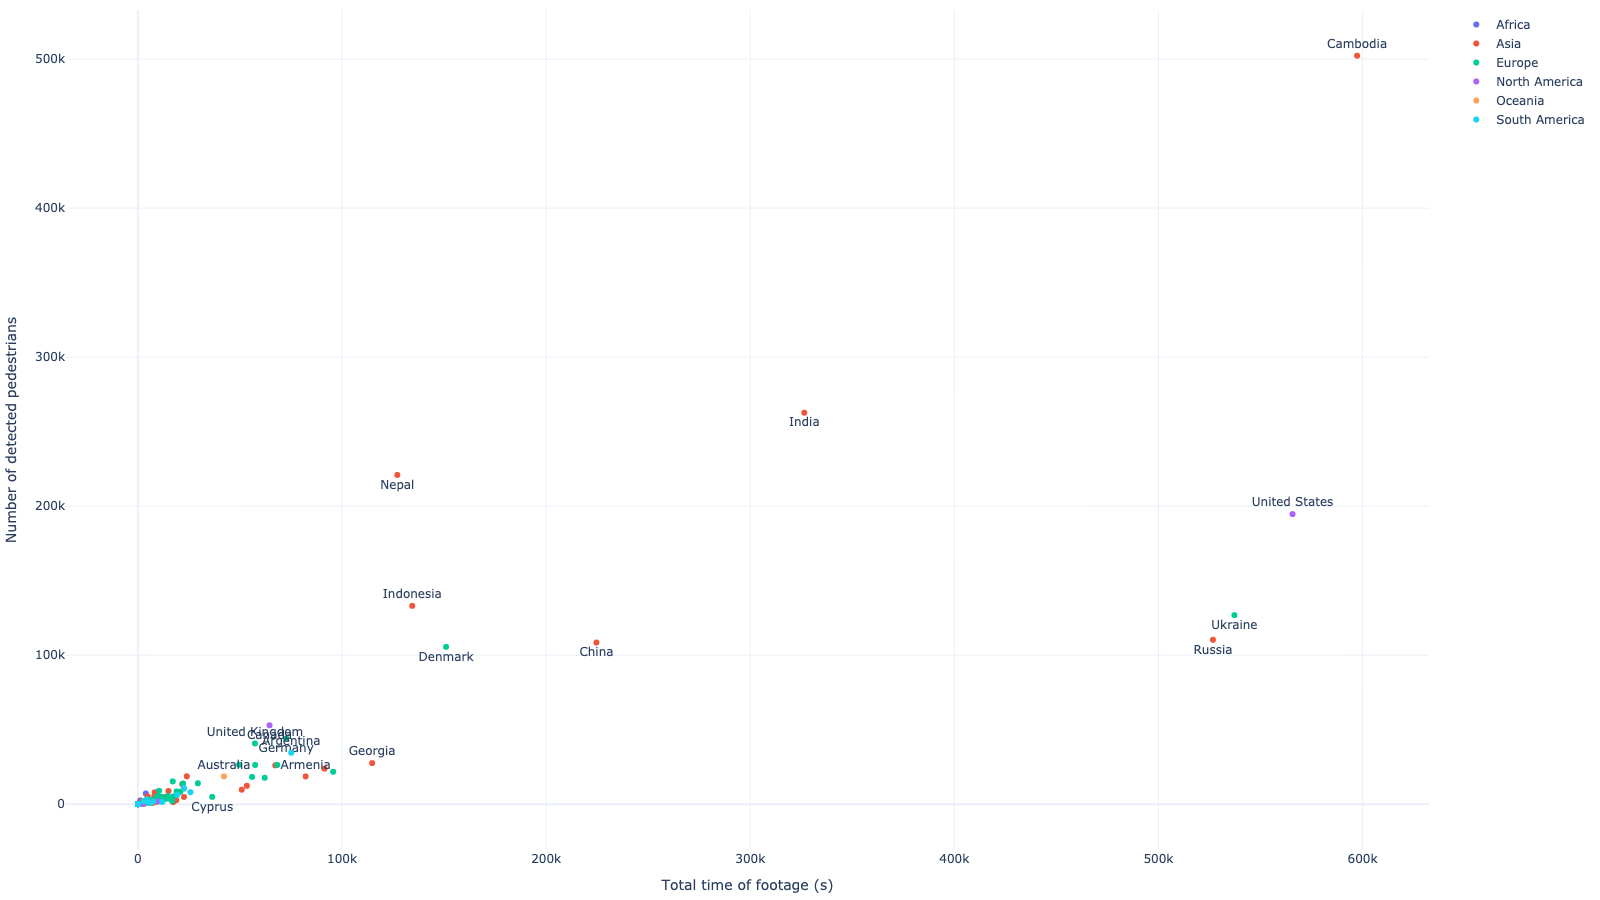 Africa
Asia
Europe
North America
Oceania
South America
500k
400k
300k
200k
100k
0
Number of detected pedestrians
Cambodia
India
Nepal
United States
Indonesia
Ukraine
Russia
China
Denmark
United Kingdom
Canada
Argentina
Germany
Georgia
Australia
Armenia
Cyprus
0
100k
200k
300k
400k
500k
600k
Total time of footage (s)